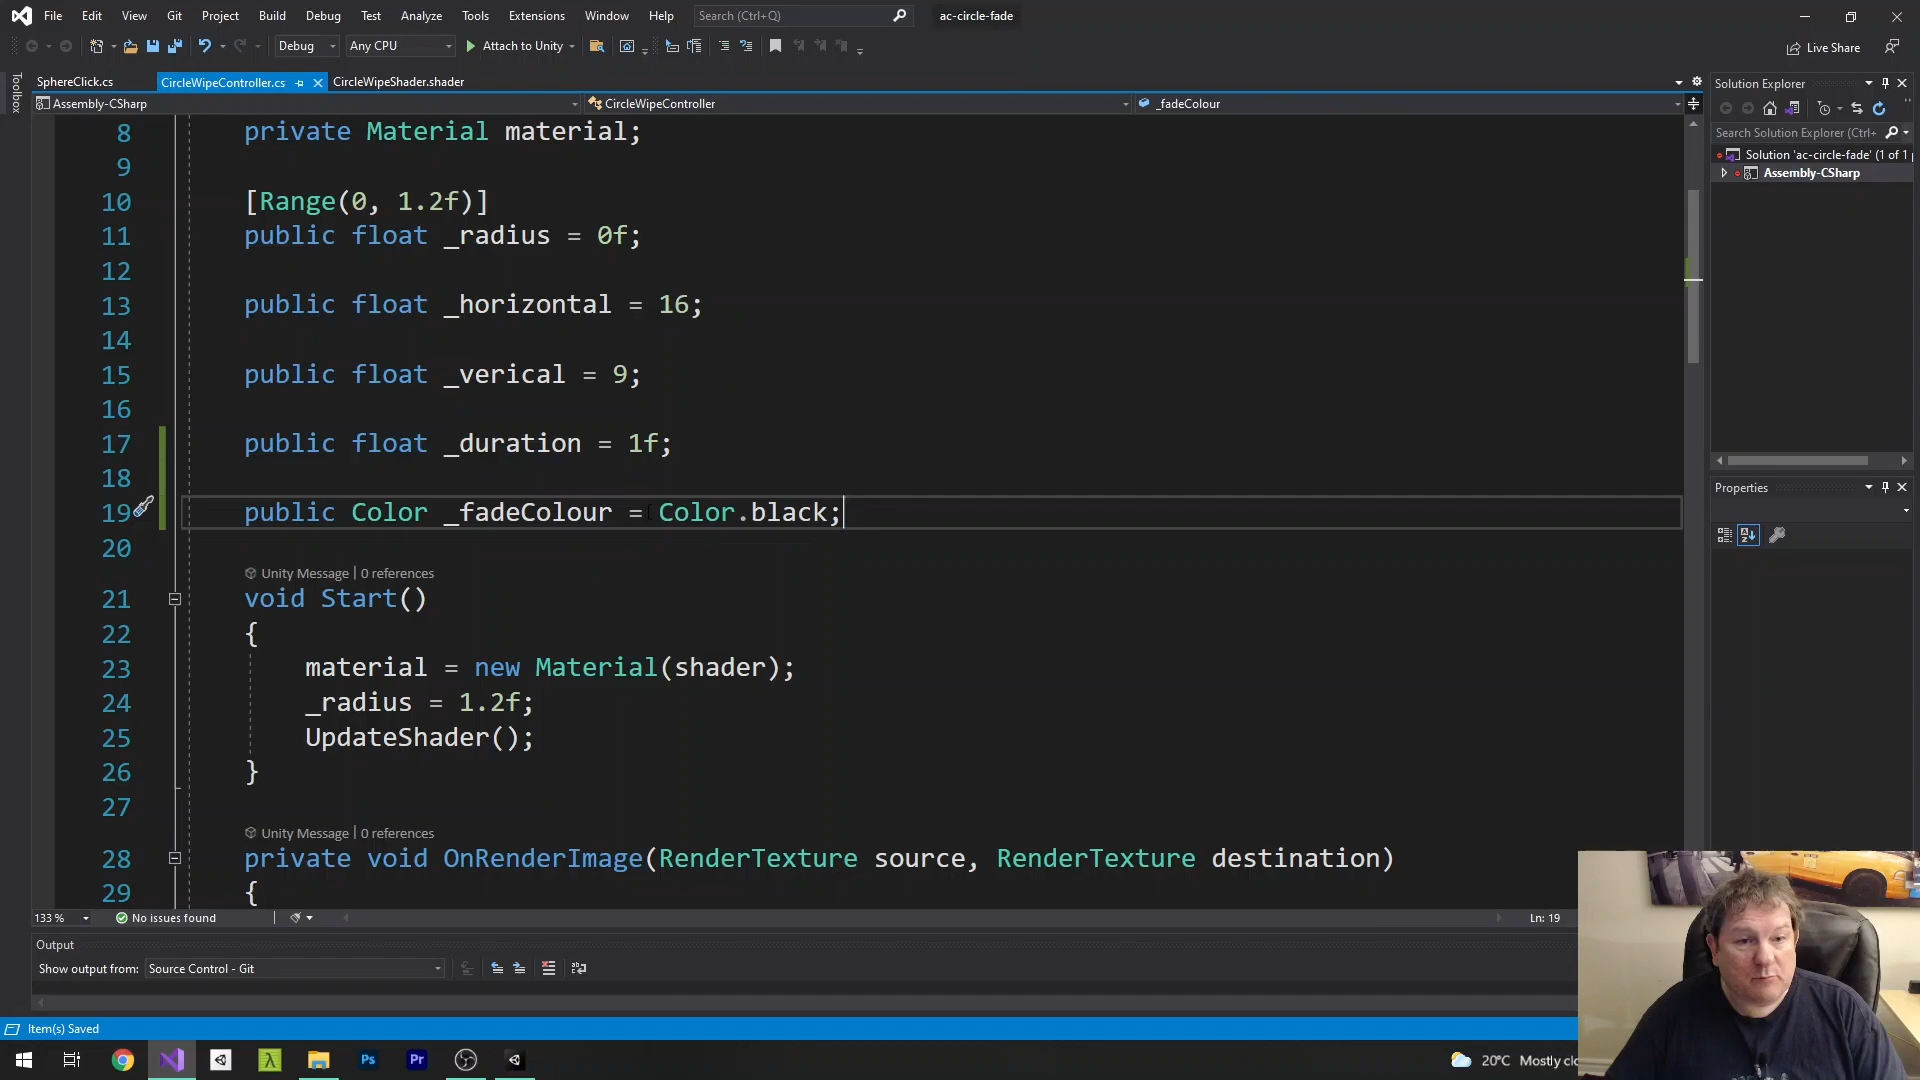 File Edit View Git Project Build Debug Test Analyze Tools Extensions Window Help Search (Ctrl+Q) ac-circle-fade
Debug Any CPU Attach to Unity Live Share
Toolbox
SphereClick.cs CircleWipeController.cs CircleWipeShader.shader
Assembly-CSharp CircleWipeController _fadeColour
8 private Material material;
9
10 [Range(0, 1.2f)]
11 public float _radius = 0f;
12
13 public float _horizontal = 16;
14
15 public float _verical = 9;
16
17 public float _duration = 1f;
18
19 public Color _fadeColour = Color.black;
20
Unity Message | 0 references
21 void Start()
22 {
23 material = new Material(shader);
24 _radius = 1.2f;
25 UpdateShader();
26 }
27
Unity Message | 0 references
28 private void OnRenderImage(RenderTexture source, RenderTexture destination)
29 {
133 % No issues found Ln: 19
Output
Show output from: Source Control - Git
Item(s) Saved
Solution Explorer
Search Solution Explorer (Ctrl+
Solution 'ac-circle-fade' (1 of 1
Assembly-CSharp
Properties
Ps Pr
20°C Mostly clo